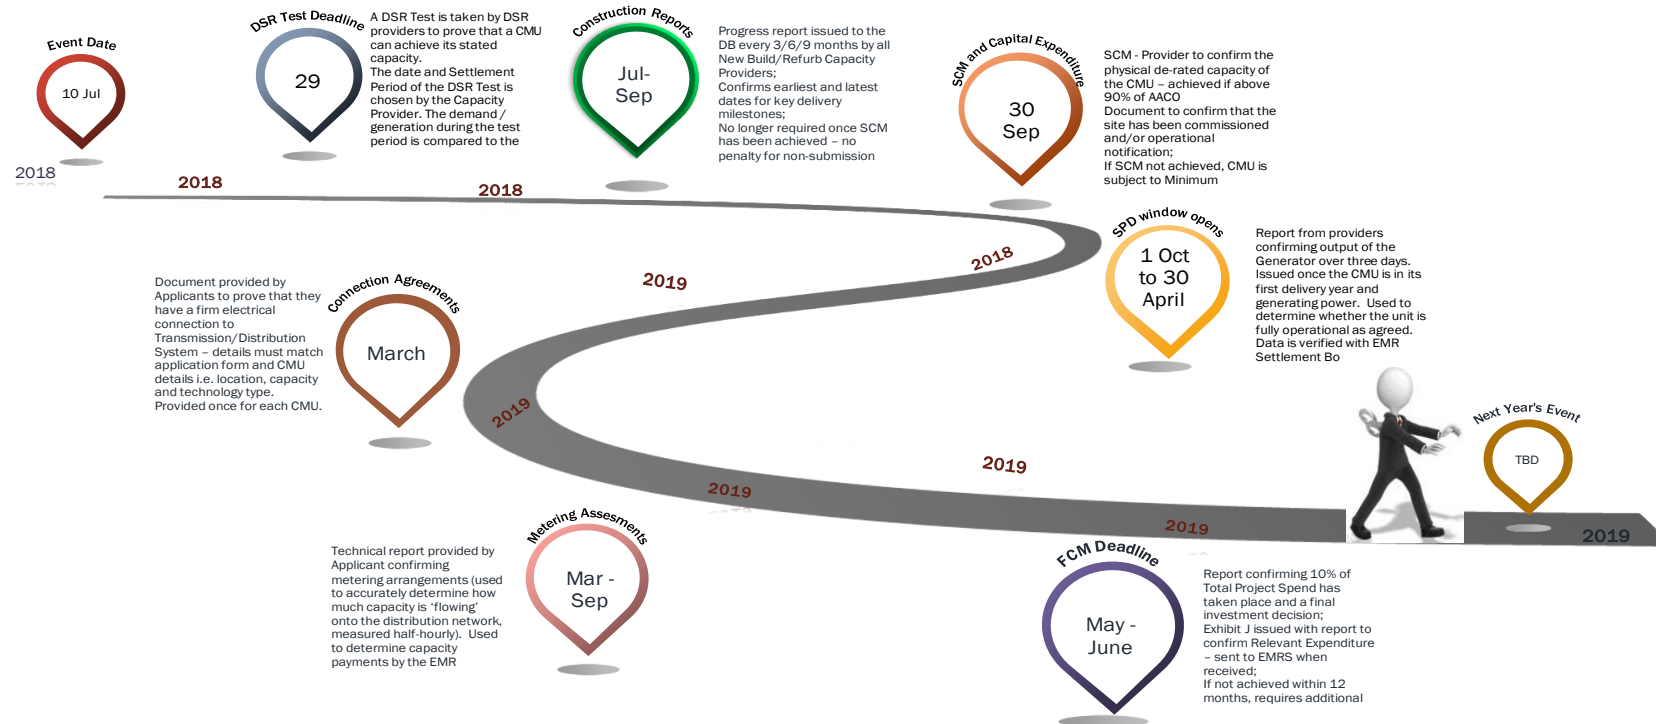 Event Date
10 Jul
2018
DSR Test Deadline
29
A DSR Test is taken by DSR
providers to prove that a CMU
can achieve its stated
capacity.
The date and Settlement
Period of the DSR Test is
chosen by the Capacity
Provider. The demand /
generation during the test
period is compared to the
2018
Construction Reports
Jul-
Sep
Progress report issued to the
DB every 3/6/9 months by all
New Build/Refurb Capacity
Providers;
Confirms earliest and latest
dates for key delivery
milestones;
No longer required once SCM
has been achieved – no
penalty for non-submission
2018
SCM and Capital Expenditure
30
Sep
SCM - Provider to confirm the
physical de-rated capacity of
the CMU – achieved if above
90% of AACO
Document to confirm that the
site has been commissioned
and/or operational
notification;
If SCM not achieved, CMU is
subject to Minimum
2018
SPD window opens
1 Oct
to 30
April
Report from providers
confirming output of the
Generator over three days.
Issued once the CMU is in its
first delivery year and
generating power.  Used to
determine whether the unit is
fully operational as agreed.
Data is verified with EMR
Settlement Bo
2019
Document provided by
Applicants to prove that they
have a firm electrical
connection to
Transmission/Distribution
System – details must match
application form and CMU
details i.e. location, capacity
and technology type.
Provided once for each CMU.
Connection Agreements
March
2019
2019
2019
Technical report provided by
Applicant confirming
metering arrangements (used
to accurately determine how
much capacity is ‘flowing’
onto the distribution network,
measured half-hourly).  Used
to determine capacity
payments by the EMR
Metering Assesments
Mar -
Sep
2019
FCM Deadline
May -
June
Report confirming 10% of
Total Project Spend has
taken place and a final
investment decision;
Exhibit J issued with report to
confirm Relevant Expenditure
– sent to EMRS when
received;
If not achieved within 12
months, requires additional
Next Year's Event
TBD
2019